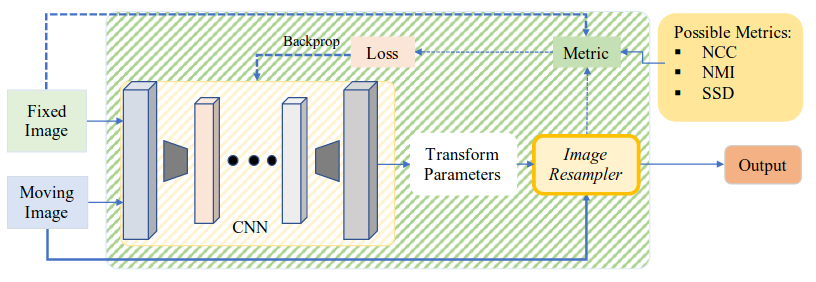 Possible Metrics:
▪ NCC
▪ NMI
▪ SSD
Backprop
Loss
Metric
Fixed
Image
Moving
Image
CNN
Transform
Parameters
Image
Resampler
Output